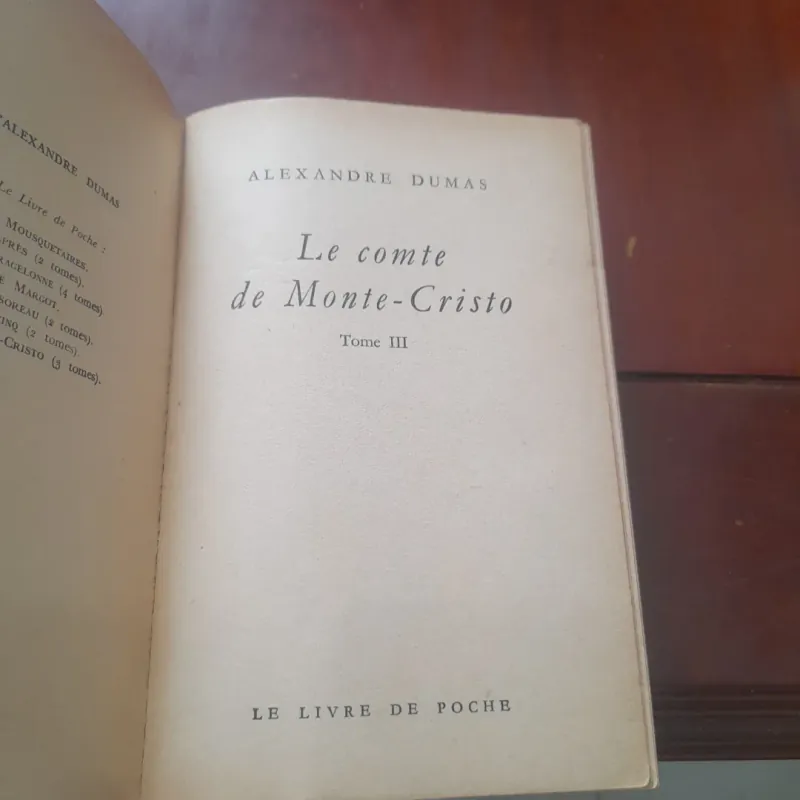 ALEXANDRE DUMAS
Le Livre de Poche :
MOUSQUETAIRES.
(2 tomes).
(4 tomes)
MARGOT.
(2 tomes).
(2 tomes).
-CRISTO (3 tomes).
ALEXANDRE DUMAS
Le comte
de Monte-Cristo
Tome III
LE LIVRE DE POCHE